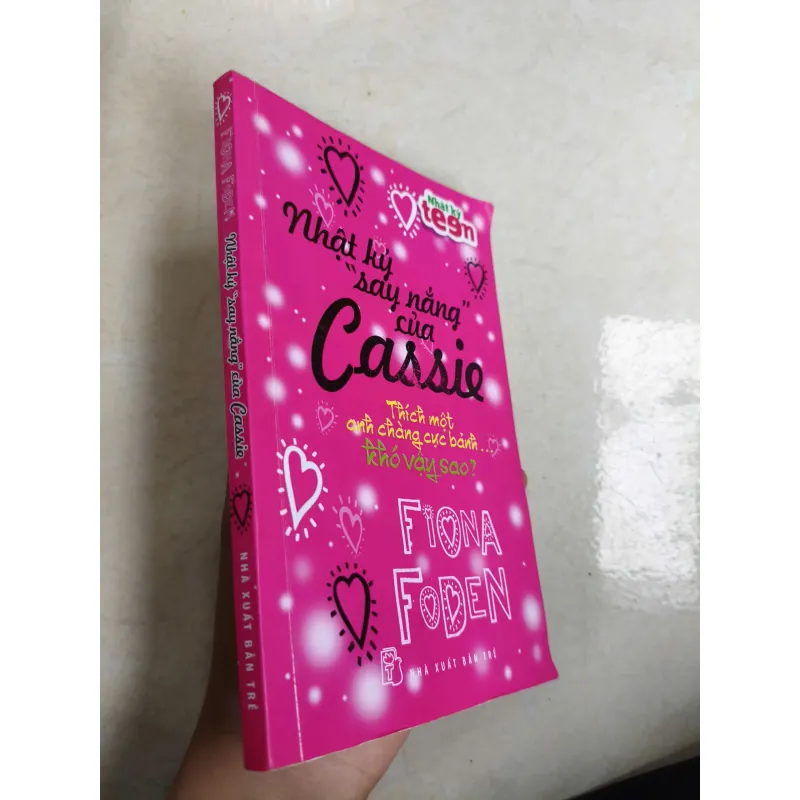 FIONA FODEN Nhật ký "say nắng" của Cassie NHÀ XUẤT BẢN TRẺ
Nhật ký
teen
Nhật ký
"say nắng"
của
Cassie
Thích một
anh chàng cực bảnh...
khó vậy sao?
FIONA
FODEN
NHÀ XUẤT BẢN TRẺ